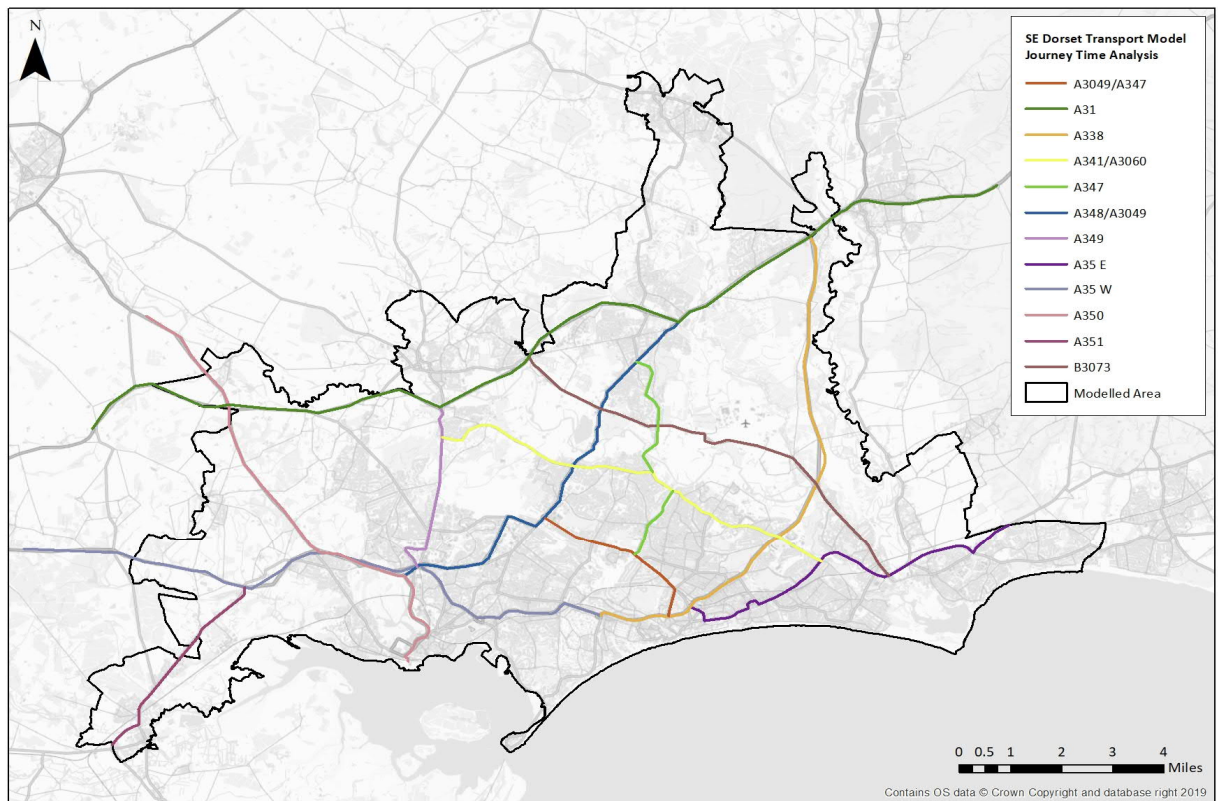 N
SE Dorset Transport Model
Journey Time Analysis
A3049/A347
A31
A338
A341/A3060
A347
A348/A3049
A349
A35 E
A35 W
A350
A351
B3073
Modelled Area
0 0.5 1 2 3 4
Miles
Contains OS data © Crown Copyright and database right 2019